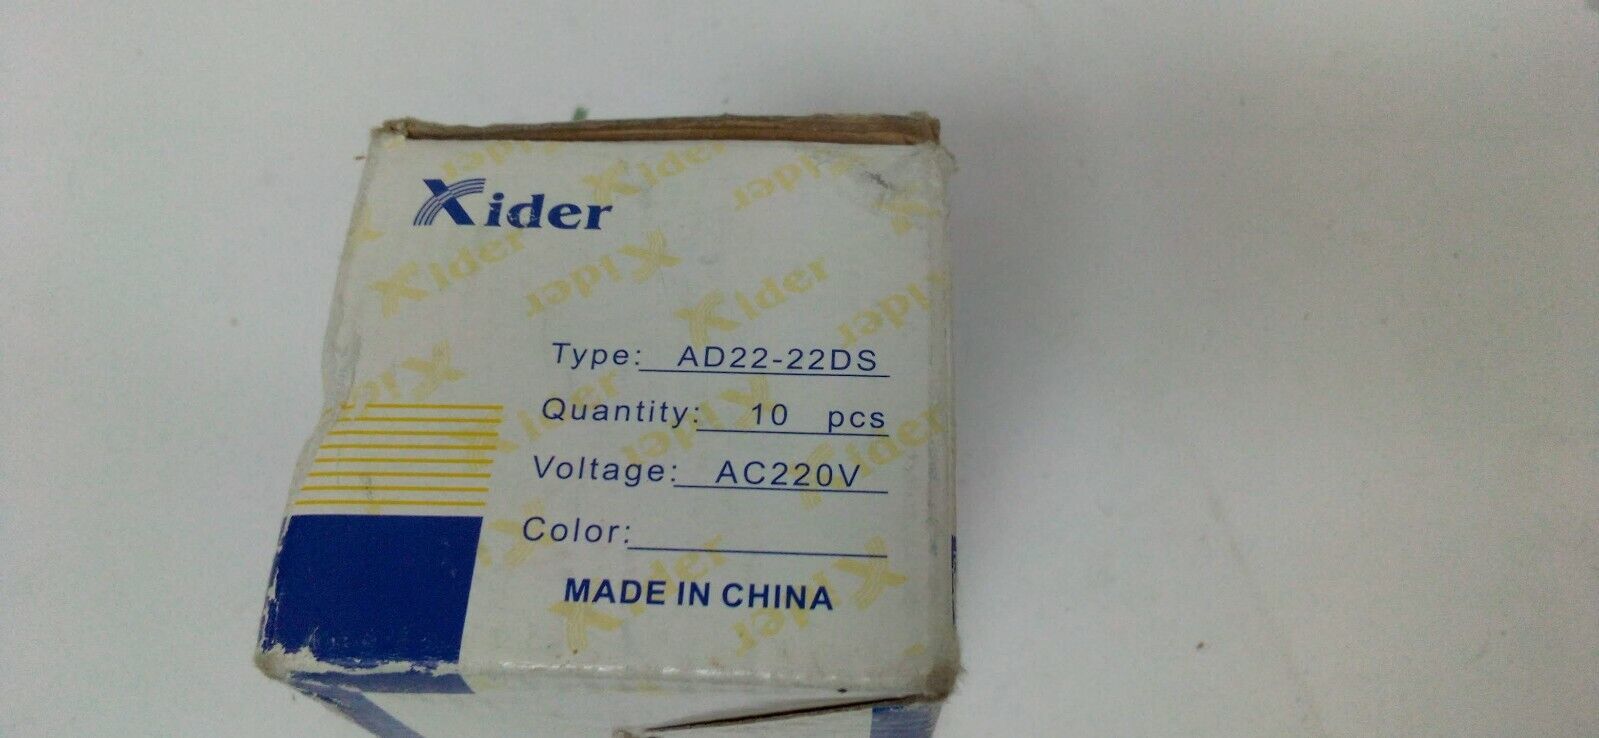 Xider
Type: AD22-22DS
Quantity: 10 pcs
Voltage: AC220V
Color:
MADE IN CHINA